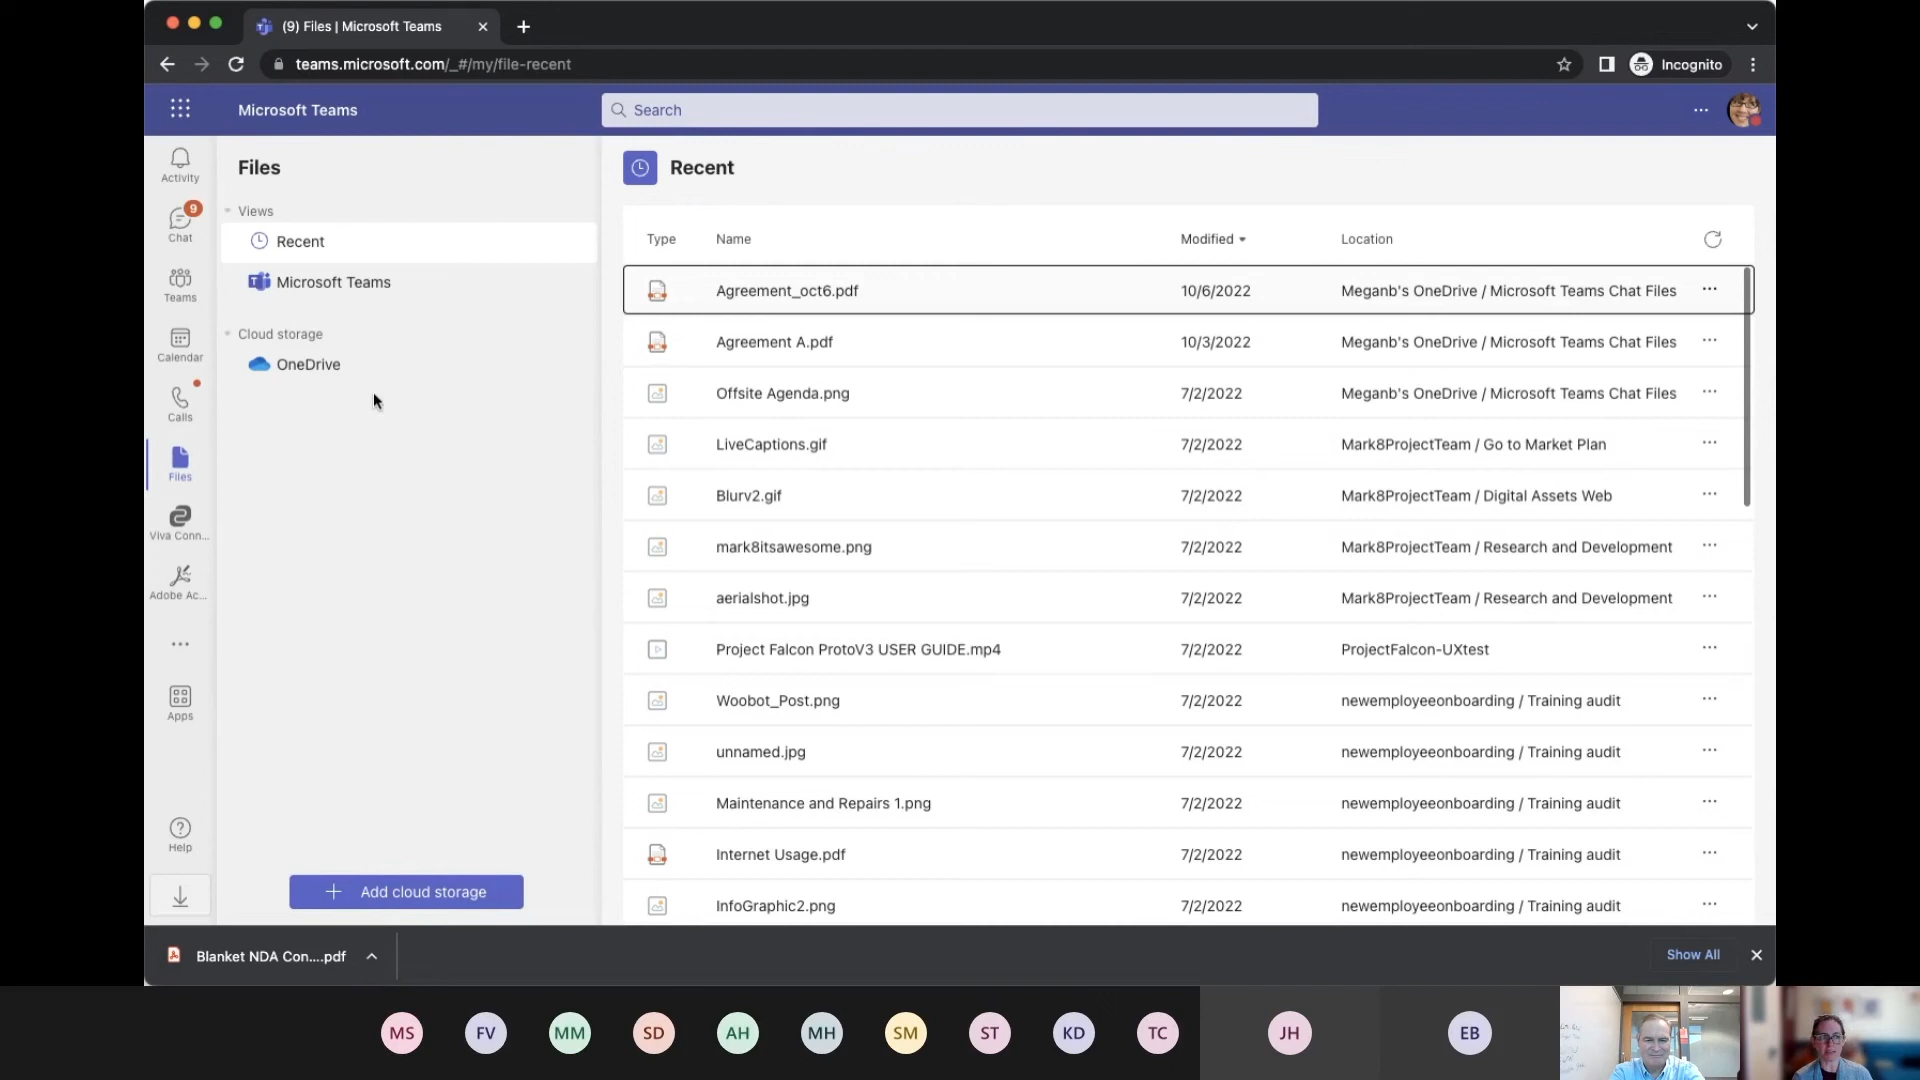 (9) Files | Microsoft Teams
teams.microsoft.com/_#/my/file-recent
Incognito
Microsoft Teams
Search
Activity
9
Chat
Teams
Calendar
Calls
Files
Viva Conn...
Adobe Ac...
Apps
Help
Files
Views
Recent
Microsoft Teams
Cloud storage
OneDrive
Add cloud storage
Recent
Type Name Modified Location
Agreement_oct6.pdf 10/6/2022 Meganb's OneDrive / Microsoft Teams Chat Files
Agreement A.pdf 10/3/2022 Meganb's OneDrive / Microsoft Teams Chat Files
Offsite Agenda.png 7/2/2022 Meganb's OneDrive / Microsoft Teams Chat Files
LiveCaptions.gif 7/2/2022 Mark8ProjectTeam / Go to Market Plan
Blurv2.gif 7/2/2022 Mark8ProjectTeam / Digital Assets Web
mark8itsawesome.png 7/2/2022 Mark8ProjectTeam / Research and Development
aerialshot.jpg 7/2/2022 Mark8ProjectTeam / Research and Development
Project Falcon ProtoV3 USER GUIDE.mp4 7/2/2022 ProjectFalcon-UXtest
Woobot_Post.png 7/2/2022 newemployeeonboarding / Training audit
unnamed.jpg 7/2/2022 newemployeeonboarding / Training audit
Maintenance and Repairs 1.png 7/2/2022 newemployeeonboarding / Training audit
Internet Usage.pdf 7/2/2022 newemployeeonboarding / Training audit
InfoGraphic2.png 7/2/2022 newemployeeonboarding / Training audit
Blanket NDA Con....pdf
Show All
MS FV MM SD AH MH SM ST KD TC JH EB